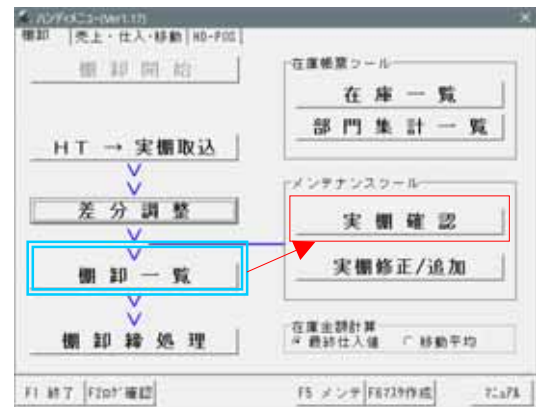 ハンディメニュー(Ver1.17)
棚卸 売上・仕入・移動 HD-POS
棚 卸 開 始
HT → 実棚取込
差 分 調 整
棚 卸 一 覧
棚 卸 締 処 理
在庫帳票ツール
在 庫 一 覧
部 門 集 計 一 覧
メンテナンスツール
実 棚 確 認
実棚修正/追加
在庫金額計算
最終仕入値 移動平均
F1 終了 F2ﾛｸﾞ確認 F5 メンテ F6ﾏｽﾀ作成 ﾏﾆｭｱﾙ